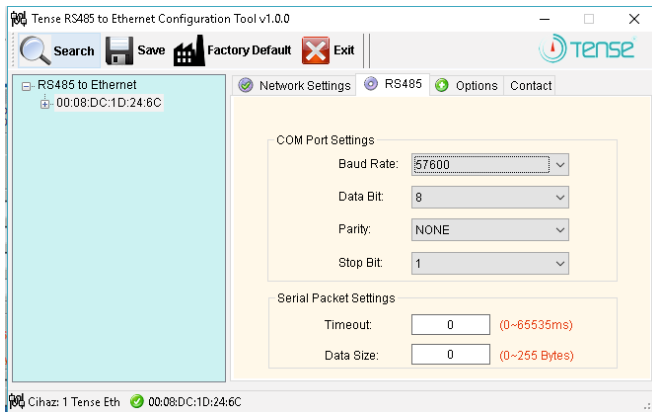 Tense RS485 to Ethernet Configuration Tool v1.0.0
Search Save Factory Default Exit TENSE
RS485 to Ethernet
00:08:DC:1D:24:6C
Network Settings RS485 Options Contact
COM Port Settings
Baud Rate: 57600
Data Bit: 8
Parity: NONE
Stop Bit: 1
Serial Packet Settings
Timeout: 0 (0~65535ms)
Data Size: 0 (0~255 Bytes)
Cihaz: 1 Tense Eth 00:08:DC:1D:24:6C